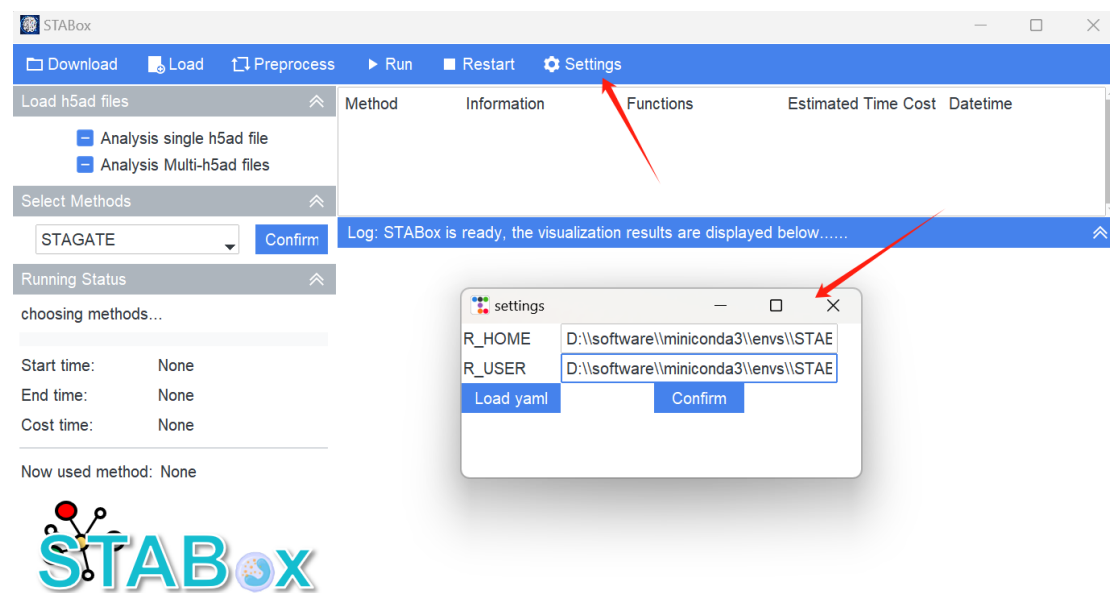 STABox
Download Load Preprocess Run Restart Settings
Load h5ad files
Analysis single h5ad file
Analysis Multi-h5ad files
Select Methods
STAGATE Confirm
Running Status
choosing methods...
Start time: None
End time: None
Cost time: None
Now used method: None
STABox
Method Information Functions Estimated Time Cost Datetime
Log: STABox is ready, the visualization results are displayed below......
settings
R_HOME D:\\software\\miniconda3\\envs\\STAE
R_USER D:\\software\\miniconda3\\envs\\STAE
Load yaml Confirm